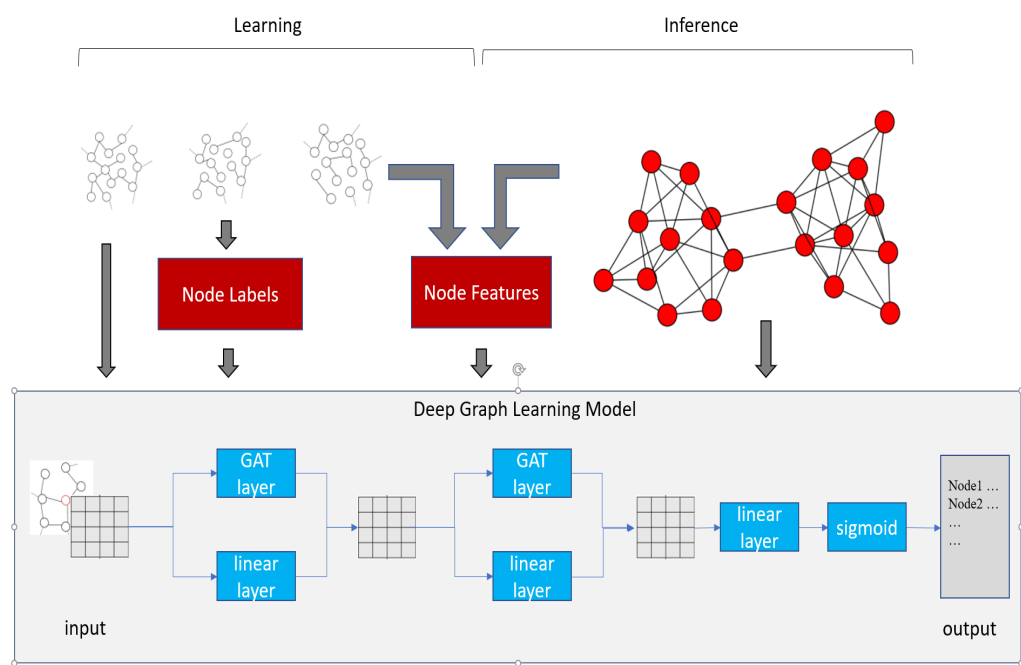 Learning
Inference
Node Labels
Node Features
Deep Graph Learning Model
GAT
layer
GAT
layer
linear
layer
linear
layer
linear
layer
sigmoid
Node1 ...
Node2 ...
...
...
input
output